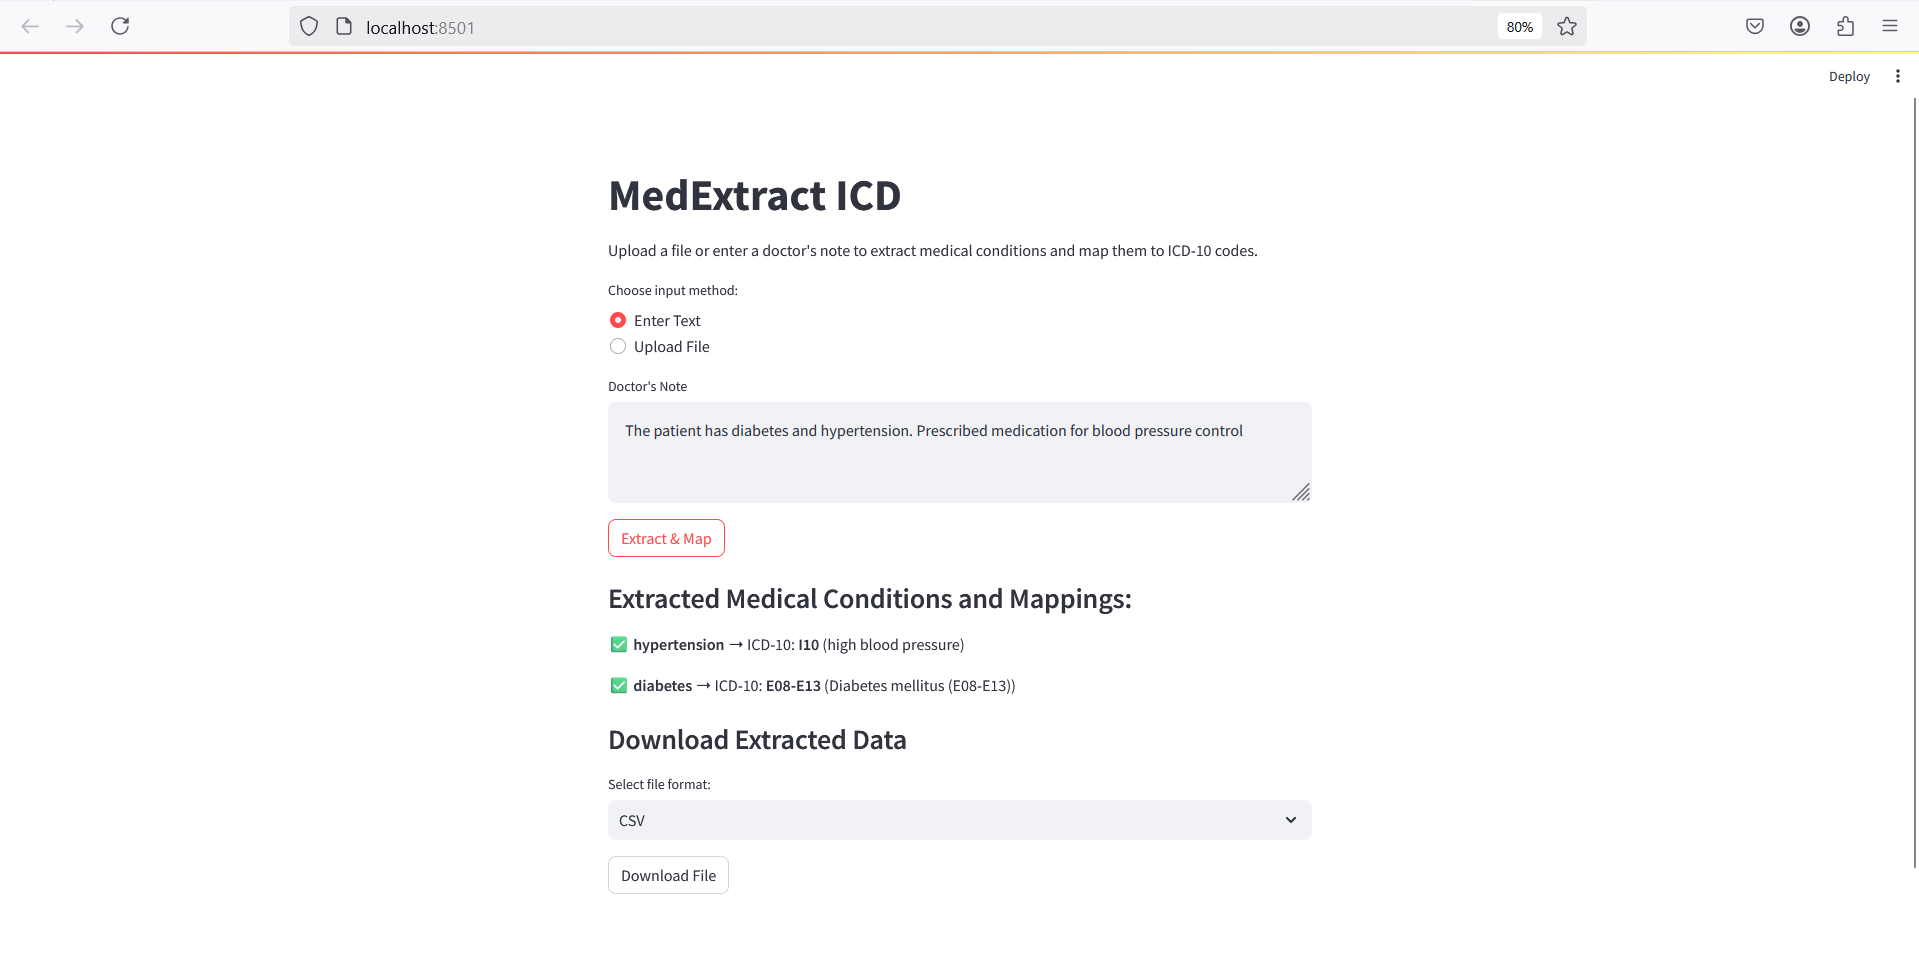 localhost:8501
80%
Deploy
MedExtract ICD
Upload a file or enter a doctor's note to extract medical conditions and map them to ICD-10 codes.
Choose input method:
Enter Text
Upload File
Doctor's Note
The patient has diabetes and hypertension. Prescribed medication for blood pressure control
Extract & Map
Extracted Medical Conditions and Mappings:
✅ hypertension → ICD-10: I10 (high blood pressure)
✅ diabetes → ICD-10: E08-E13 (Diabetes mellitus (E08-E13))
Download Extracted Data
Select file format:
CSV
Download File